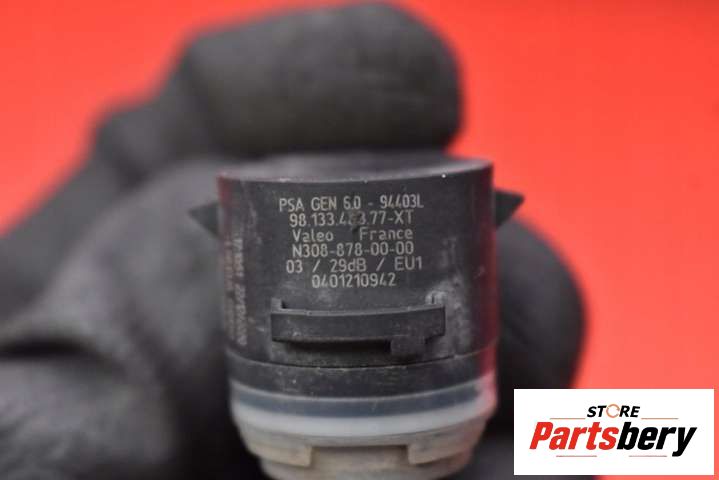 PSA GEN 6.0 - 94403L
98.133.483.77-XT
Valeo France
N308-878-00-00
03 / 29dB / EU1
0401210942
STORE
Partsbery